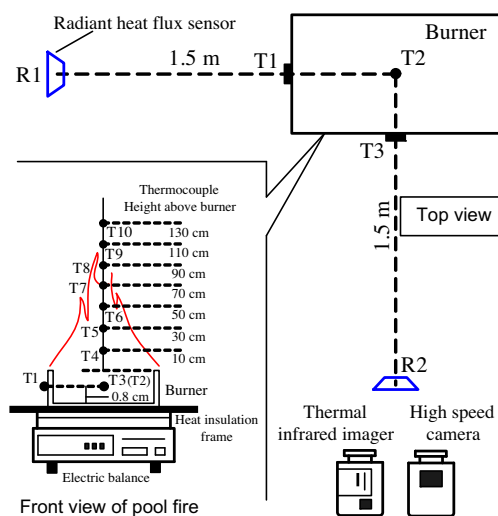 Radiant heat flux sensor
R1
1.5 m
T1
Burner
T2
T3
1.5 m
Top view
R2
Thermal
infrared imager
High speed
camera
Thermocouple
Height above burner
T10
130 cm
T9
110 cm
T8
90 cm
T7
70 cm
T6
50 cm
T5
30 cm
T4
10 cm
T1
T3(T2)
Burner
0.8 cm
Heat insulation
frame
Electric balance
Front view of pool fire